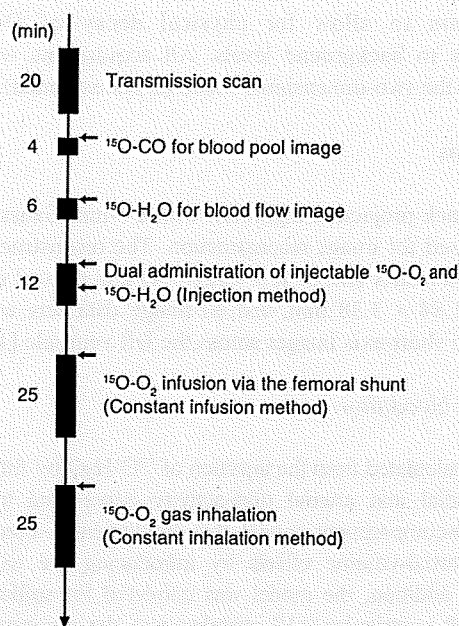 (min)
20 Transmission scan
4 ¹⁵O-CO for blood pool image
6 ¹⁵O-H₂O for blood flow image
12 Dual administration of injectable ¹⁵O-O₂ and
¹⁵O-H₂O (Injection method)
25 ¹⁵O-O₂ infusion via the femoral shunt
(Constant infusion method)
25 ¹⁵O-O₂ gas inhalation
(Constant inhalation method)